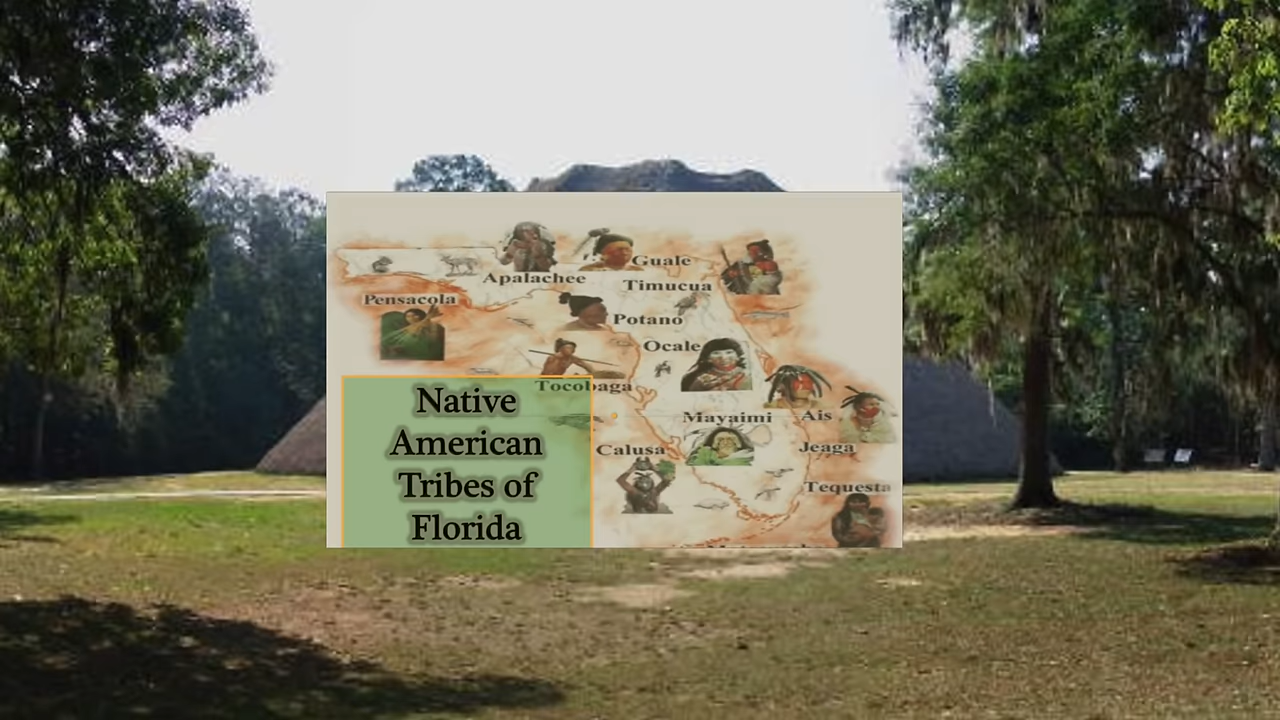 Guale
Apalachee
Timucua
Pensacola
Potano
Ocale
Tocobaga
Mayaimi
Ais
Calusa
Jeaga
Tequesta
Native
American
Tribes of
Florida